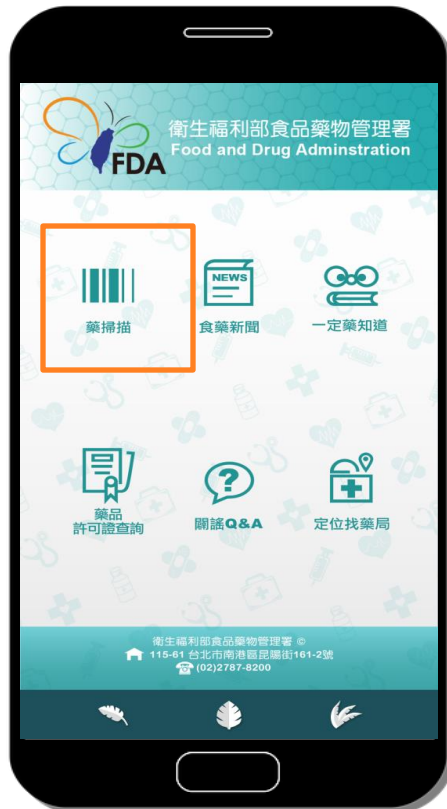 FDA
衛生福利部食品藥物管理署
Food and Drug Adminstration
藥掃描
NEWS
食藥新聞
一定藥知道
藥品
許可證查詢
?
闢謠Q&A
定位找藥局
衛生福利部食品藥物管理署 ©
115-61 台北市南港區昆陽街161-2號
(02)2787-8200